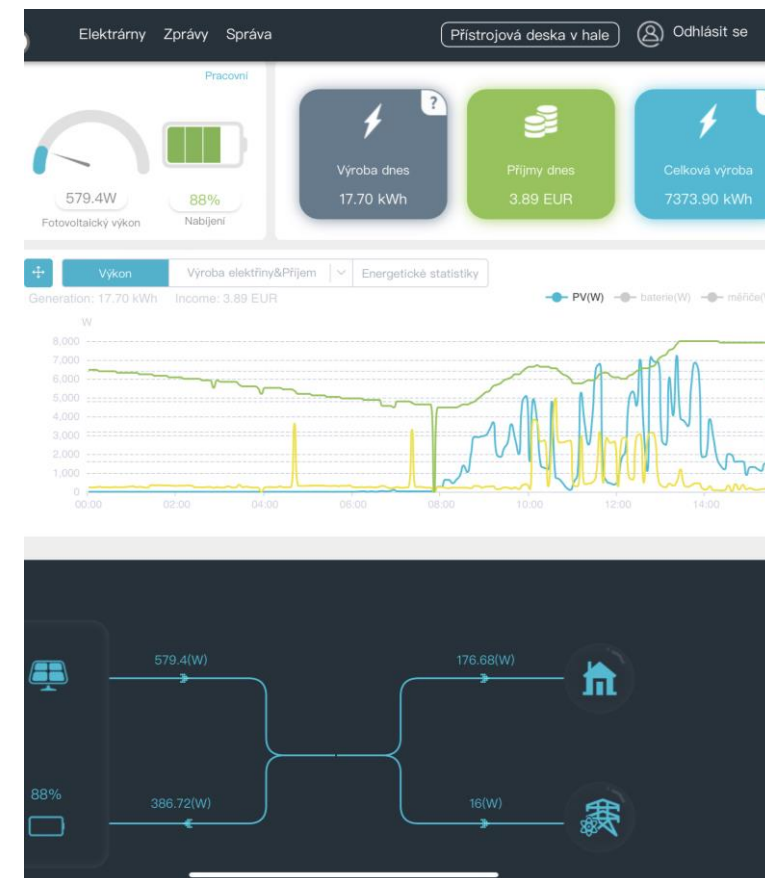 Elektrárny Zprávy Správa Přístrojová deska v hale Odhlásit se
Pracovní
579.4W
Fotovoltaický výkon
88%
Nabíjení
?
Výroba dnes
17.70 kWh
Příjmy dnes
3.89 EUR
Celková výroba
7373.90 kWh
Výkon Výroba elektřiny&Příjem Energetické statistiky
Generation: 17.70 kWh Income: 3.89 EUR
PV(W) baterie(W) měřiče(
W
8,000
7,000
6,000
5,000
4,000
3,000
2,000
1,000
0
00:00 02:00 04:00 06:00 08:00 10:00 12:00 14:00
579.4(W) 176.68(W)
88%
386.72(W) 16(W)